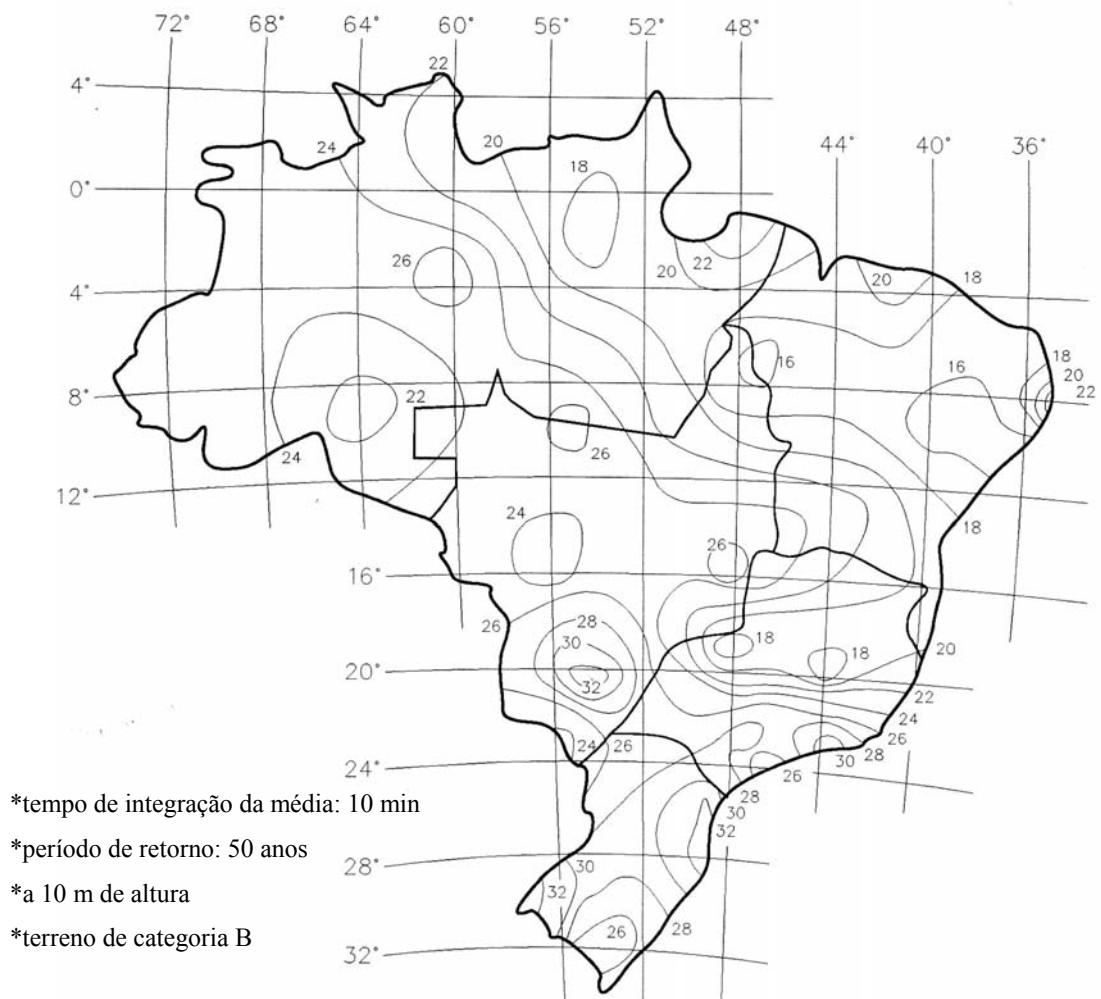 72° 68° 64° 60° 56° 52° 48°
22
4°
44° 40° 36°
24 20 18
0°
26 20 22 20 18
4°
16 18
16 20
22 22
8°
24 26
12°
24 26 18
16°
26 28
30 18 18 20
20°
32 22
24
24 26 26
30 28
24° 26
28
*tempo de integração da média: 10 min
30
32
*período de retorno: 50 anos
28° 30
*a 10 m de altura
32
28
*terreno de categoria B
26
32°